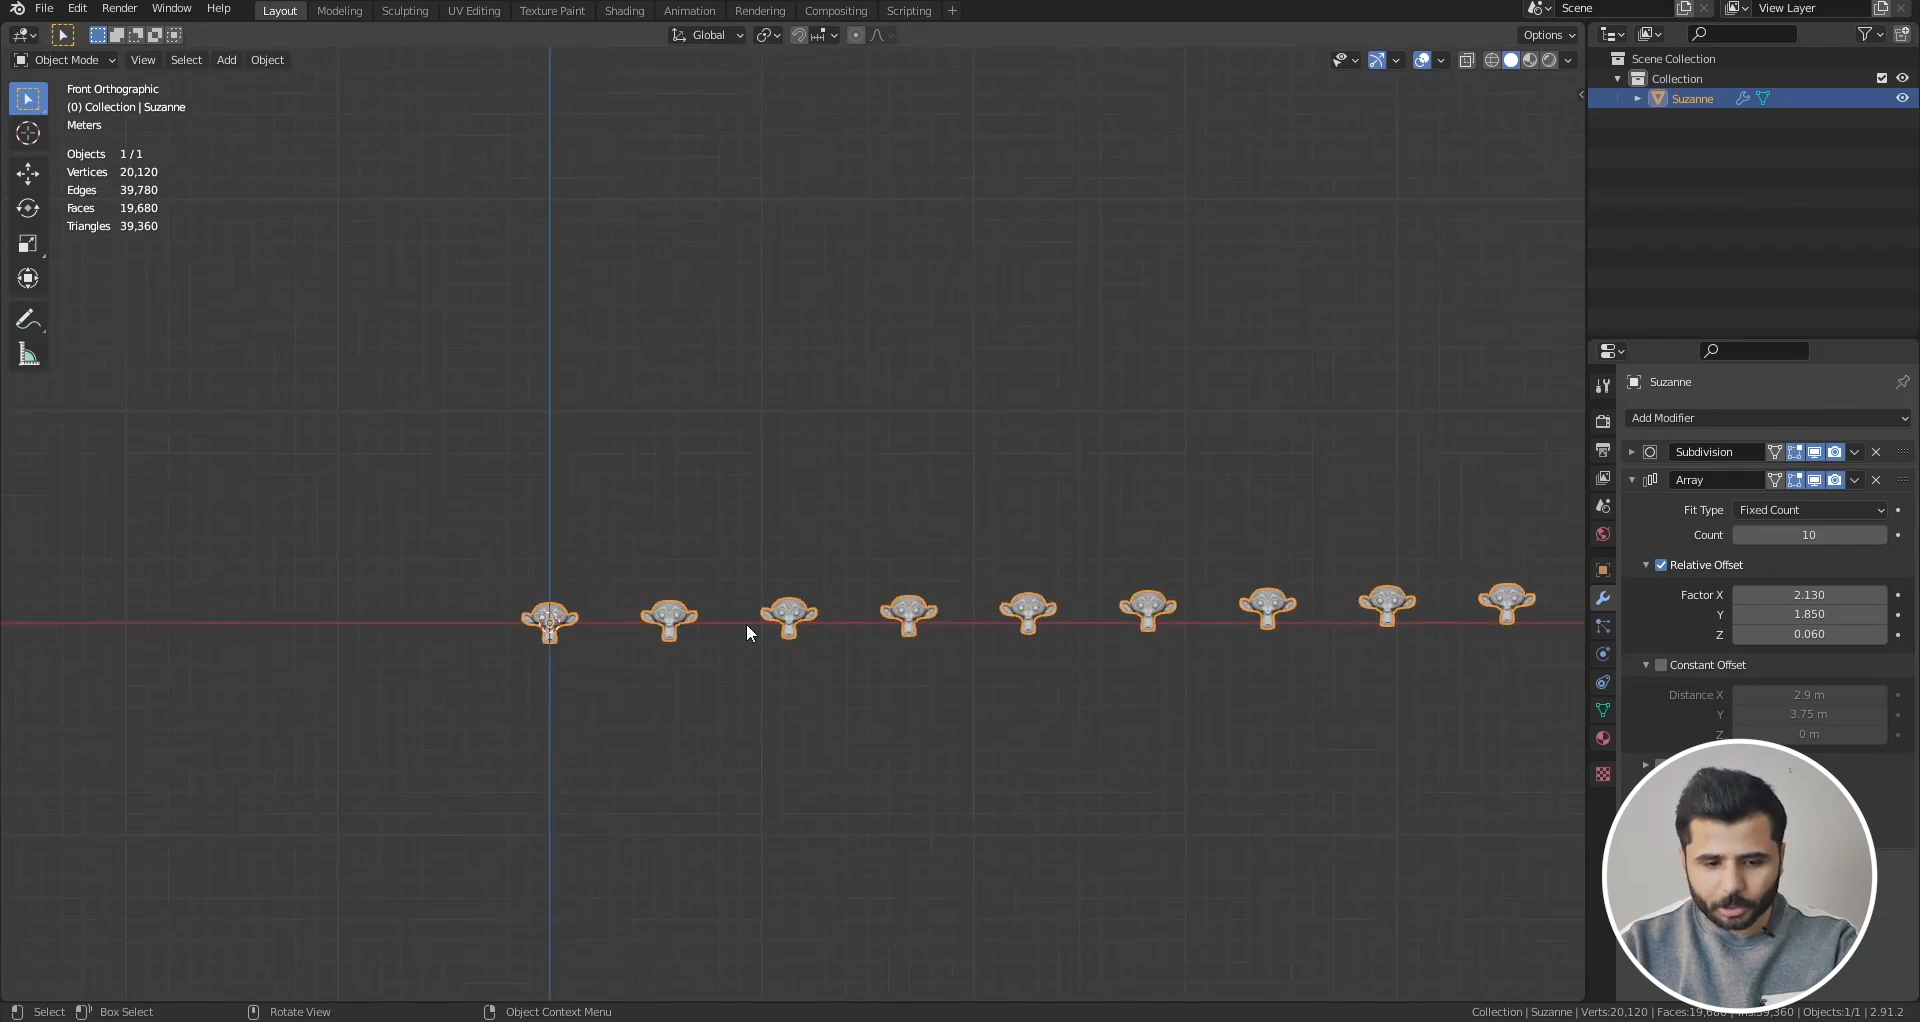 File Edit Render Window Help Layout Modeling Sculpting UV Editing Texture Paint Shading Animation Rendering Compositing Scripting + Scene View Layer
Global Options
Object Mode View Select Add Object
Front Orthographic
(0) Collection | Suzanne
Meters
Objects 1 / 1
Vertices 20,120
Edges 39,780
Faces 19,680
Triangles 39,360
Scene Collection
Collection
Suzanne
Suzanne
Add Modifier
Subdivision
Array
Fit Type Fixed Count
Count 10
Relative Offset
Factor X 2.130
Y 1.850
Z 0.060
Constant Offset
Distance X 2.9 m
Y 3.75 m
Z 0 m
Select Box Select Rotate View Object Context Menu
Collection | Suzanne | Verts:20,120 | Faces:19,680 | :39,360 | Objects:1/1 | 2.91.2